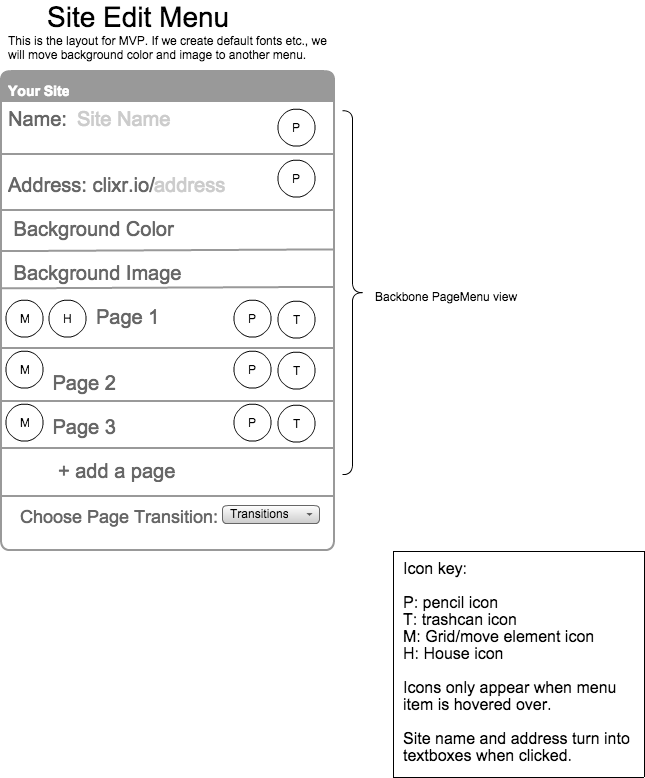 Site Edit Menu
This is the layout for MVP. If we create default fonts etc., we
will move background color and image to another menu.
Your Site
Name: Site Name
P
Address: clixr.io/address
P
Background Color
Background Image
Backbone PageMenu view
M H Page 1 P T
M Page 2 P T
M Page 3 P T
+ add a page
Choose Page Transition: Transitions
Icon key:
P: pencil icon
T: trashcan icon
M: Grid/move element icon
H: House icon
Icons only appear when menu
item is hovered over.
Site name and address turn into
textboxes when clicked.